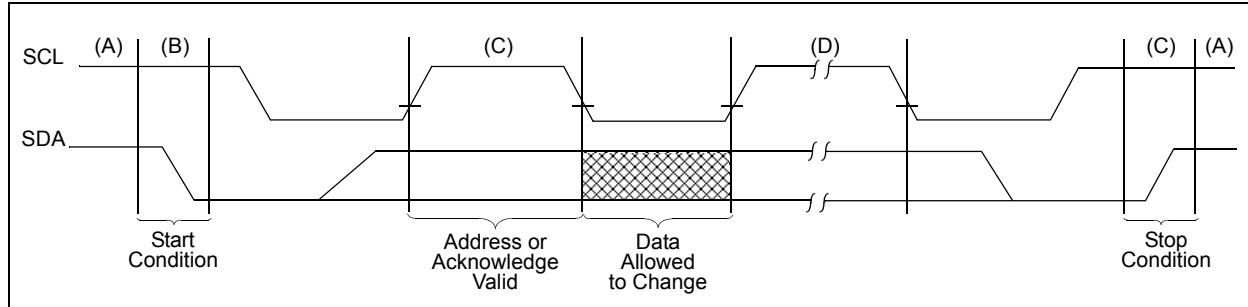 (A) (B) (C) (D) (C) (A)
SCL
SDA
Start
Condition
Address or
Acknowledge
Valid
Data
Allowed
to Change
Stop
Condition